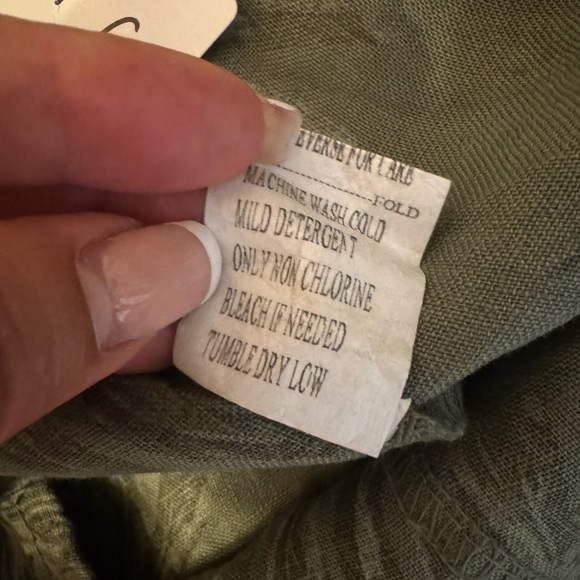 EVERSE FOR CARE
FOLD
MACHINE WASH COLD
MILD DETERGENT
ONLY NON CHLORINE
BLEACH IF NEEDED
TUMBLE DRY LOW